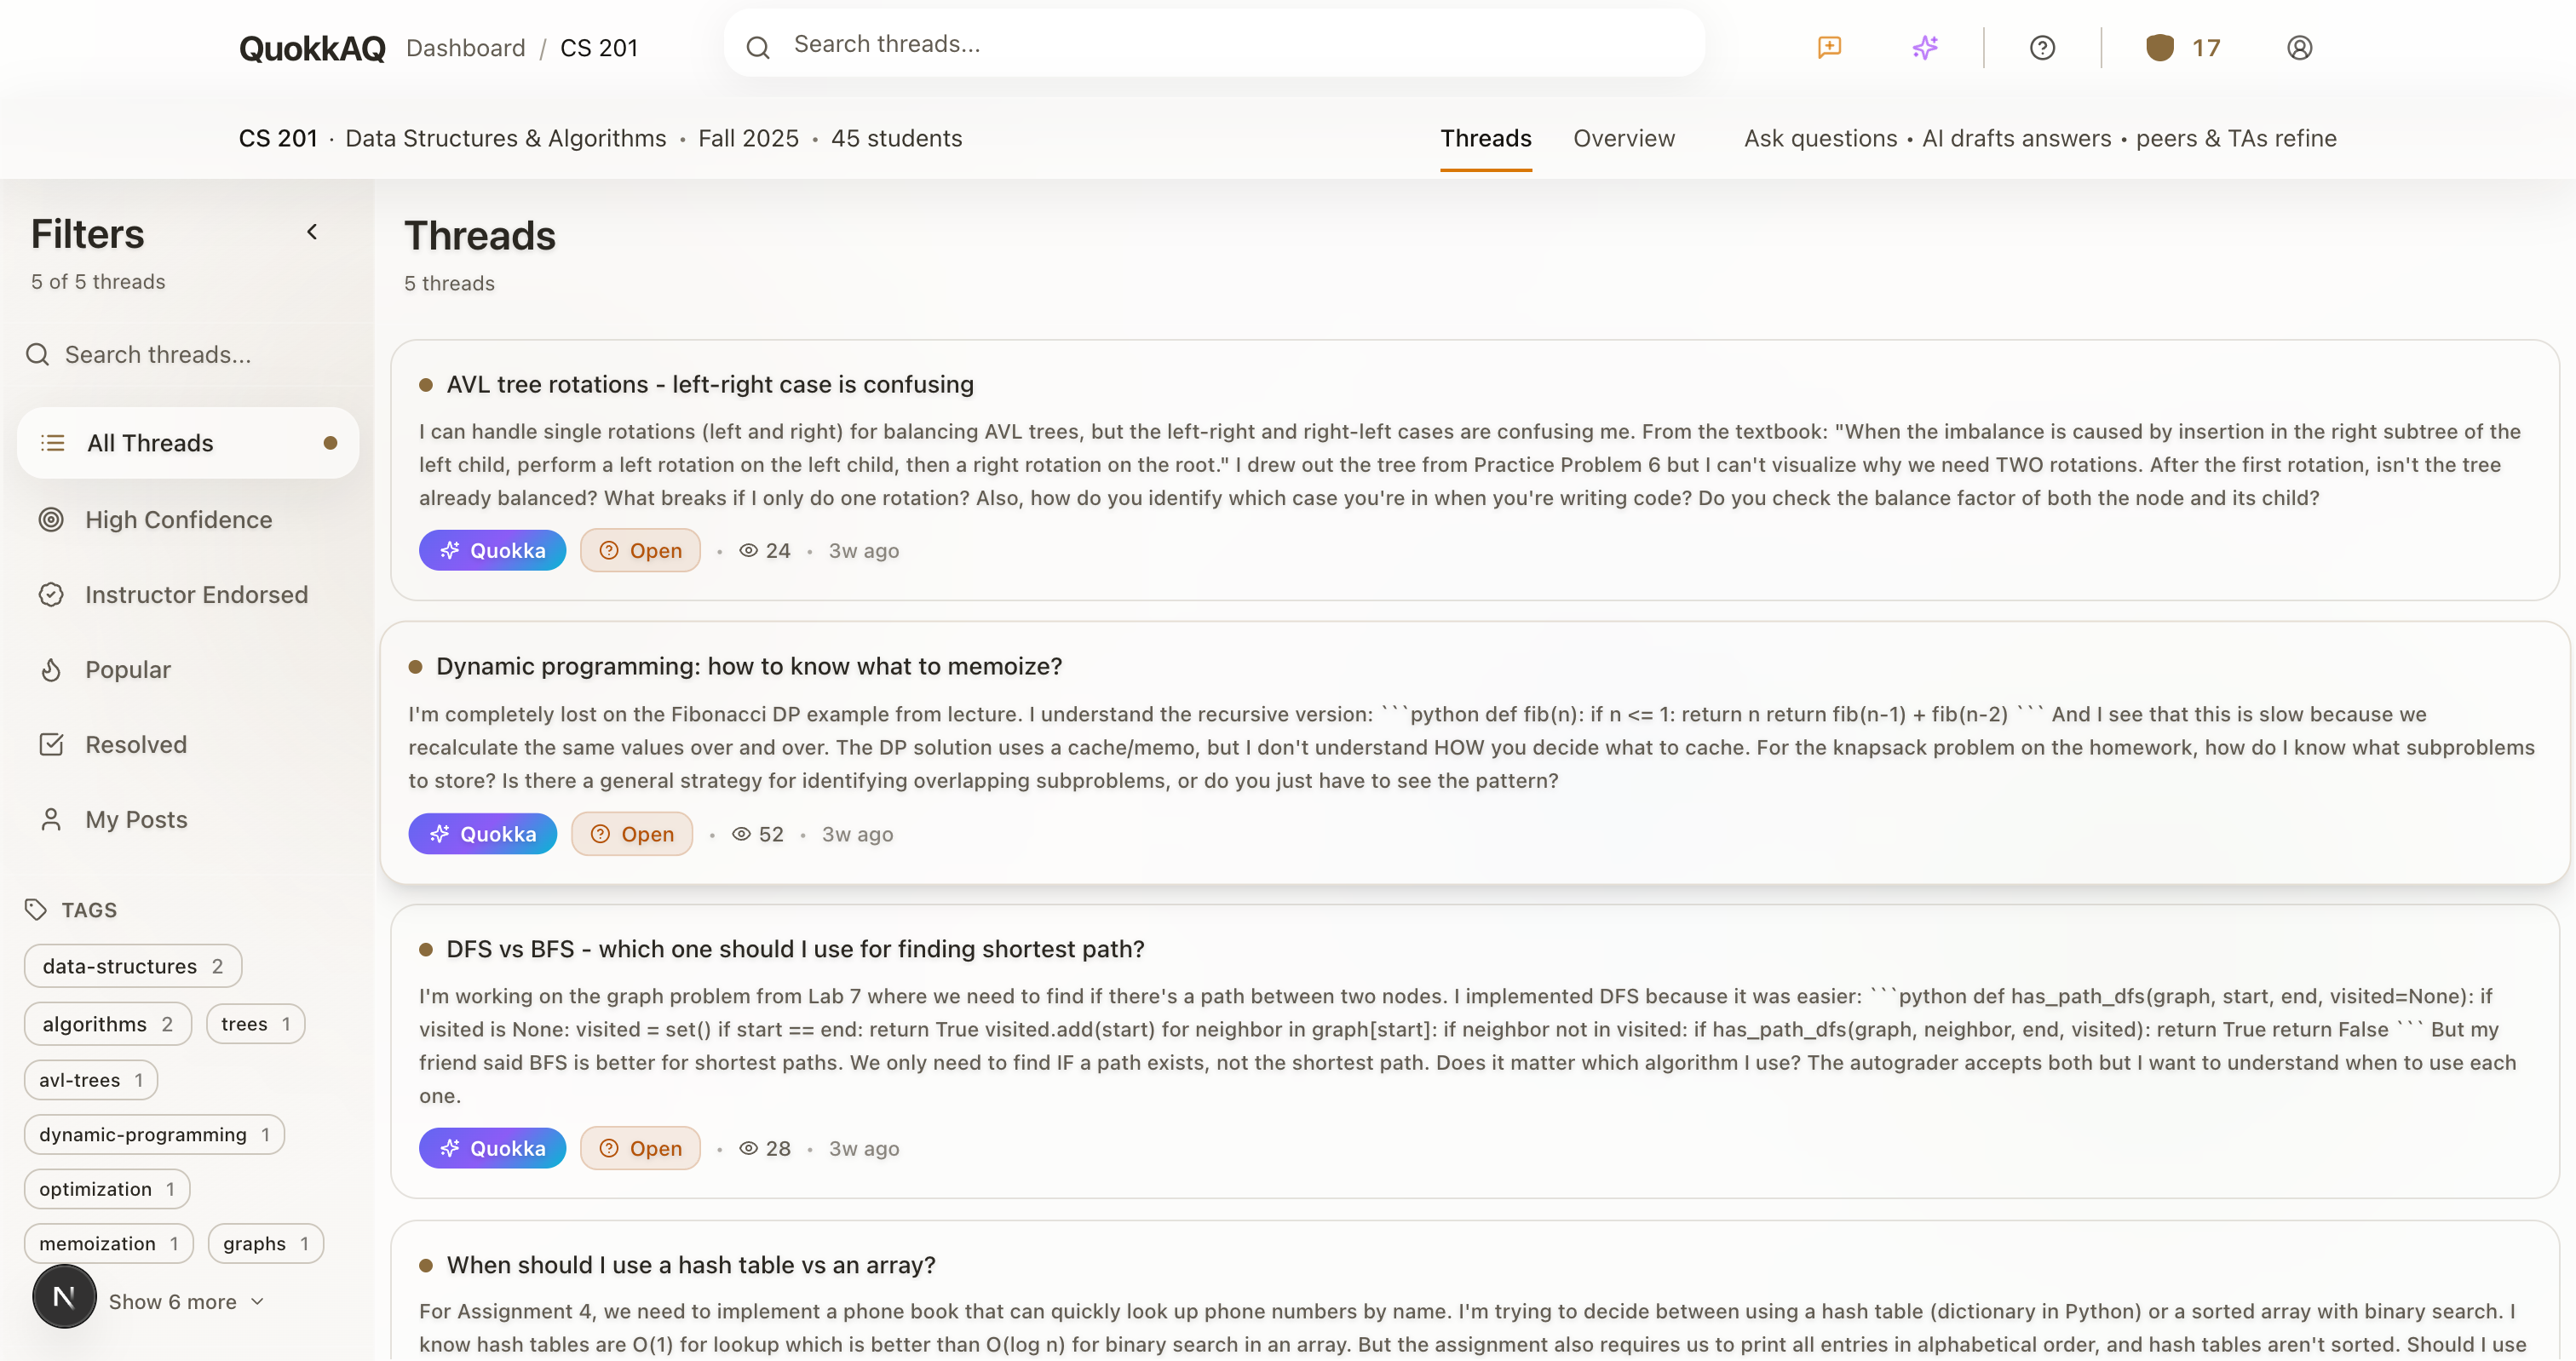 QuokkAQ Dashboard / CS 201
Search threads...
17
CS 201 · Data Structures & Algorithms • Fall 2025 • 45 students
Threads Overview Ask questions • AI drafts answers • peers & TAs refine
Filters
5 of 5 threads
Search threads...
All Threads
High Confidence
Instructor Endorsed
Popular
Resolved
My Posts
TAGS
data-structures 2
algorithms 2 trees 1
avl-trees 1
dynamic-programming 1
optimization 1
memoization 1 graphs 1
N Show 6 more
Threads
5 threads
AVL tree rotations - left-right case is confusing
I can handle single rotations (left and right) for balancing AVL trees, but the left-right and right-left cases are confusing me. From the textbook: "When the imbalance is caused by insertion in the right subtree of the
left child, perform a left rotation on the left child, then a right rotation on the root." I drew out the tree from Practice Problem 6 but I can't visualize why we need TWO rotations. After the first rotation, isn't the tree
already balanced? What breaks if I only do one rotation? Also, how do you identify which case you're in when you're writing code? Do you check the balance factor of both the node and its child?
Quokka Open • 24 • 3w ago
Dynamic programming: how to know what to memoize?
I'm completely lost on the Fibonacci DP example from lecture. I understand the recursive version: ```python def fib(n): if n <= 1: return n return fib(n-1) + fib(n-2) ``` And I see that this is slow because we
recalculate the same values over and over. The DP solution uses a cache/memo, but I don't understand HOW you decide what to cache. For the knapsack problem on the homework, how do I know what subproblems
to store? Is there a general strategy for identifying overlapping subproblems, or do you just have to see the pattern?
Quokka Open • 52 • 3w ago
DFS vs BFS - which one should I use for finding shortest path?
I'm working on the graph problem from Lab 7 where we need to find if there's a path between two nodes. I implemented DFS because it was easier: ```python def has_path_dfs(graph, start, end, visited=None): if
visited is None: visited = set() if start == end: return True visited.add(start) for neighbor in graph[start]: if neighbor not in visited: if has_path_dfs(graph, neighbor, end, visited): return True return False ``` But my
friend said BFS is better for shortest paths. We only need to find IF a path exists, not the shortest path. Does it matter which algorithm I use? The autograder accepts both but I want to understand when to use each
one.
Quokka Open • 28 • 3w ago
When should I use a hash table vs an array?
For Assignment 4, we need to implement a phone book that can quickly look up phone numbers by name. I'm trying to decide between using a hash table (dictionary in Python) or a sorted array with binary search. I
know hash tables are O(1) for lookup which is better than O(log n) for binary search in an array. But the assignment also requires us to print all entries in alphabetical order, and hash tables aren't sorted. Should I use